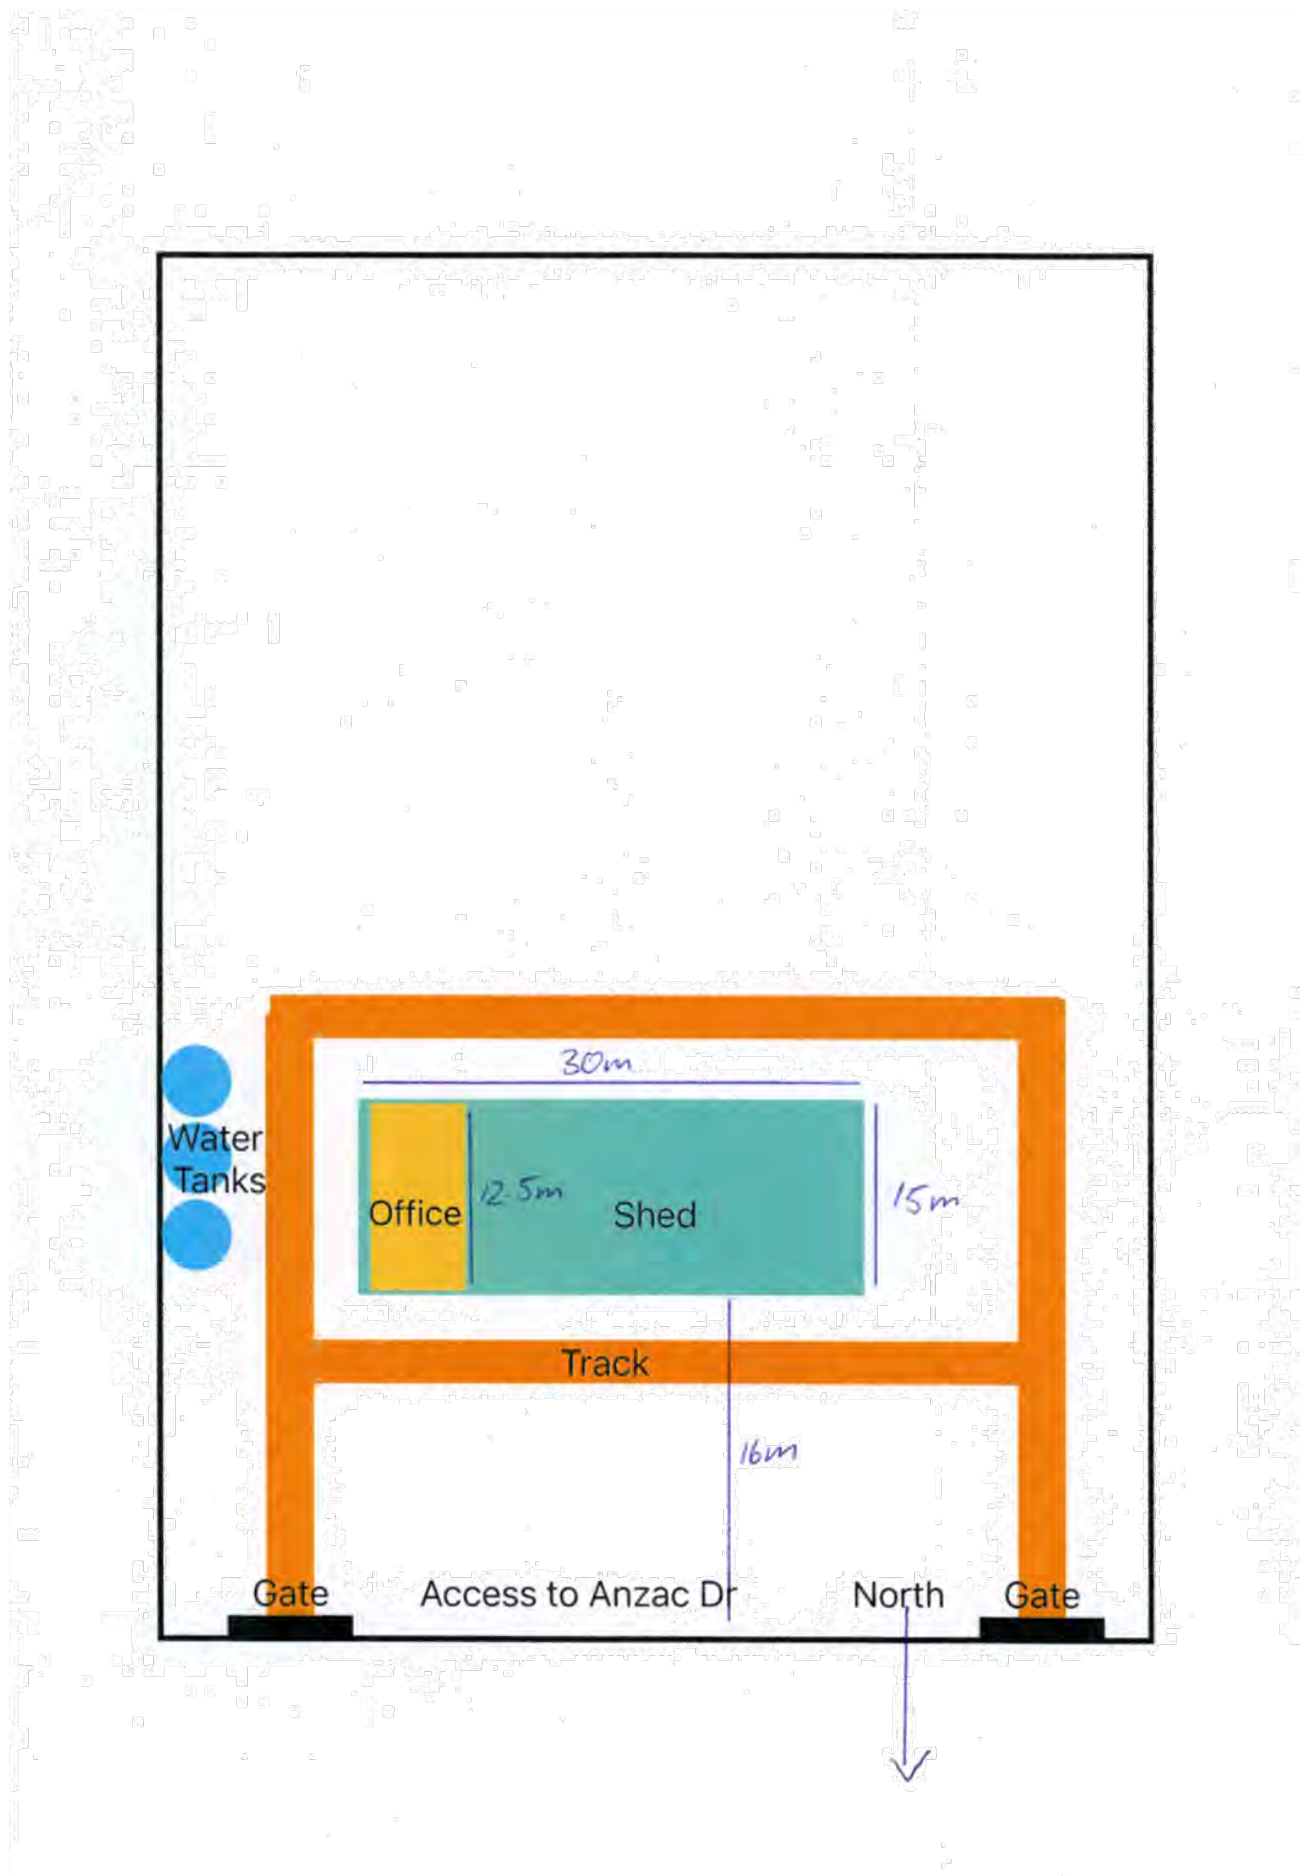 30m
Water
Tanks
12.5m
15m
Office
Shed
Track
16m
Gate
Access to Anzac Dr
North
Gate